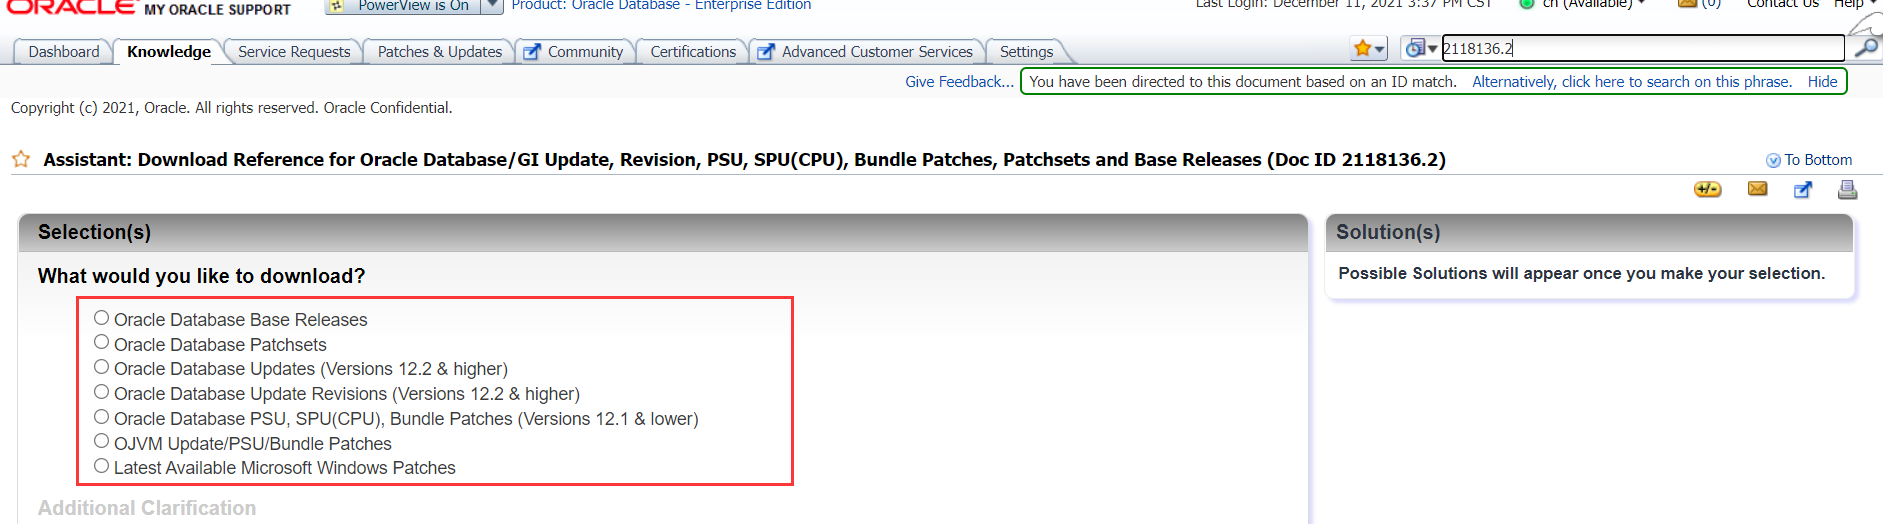 ORACLE MY ORACLE SUPPORT
PowerView is On
Product: Oracle Database - Enterprise Edition
Last Login: December 11, 2021 3:37 PM CST
cn (Available)
(0)
Contact Us
Help
Dashboard
Knowledge
Service Requests
Patches & Updates
Community
Certifications
Advanced Customer Services
Settings
2118136.2
Give Feedback...
You have been directed to this document based on an ID match. Alternatively, click here to search on this phrase. Hide
Copyright (c) 2021, Oracle. All rights reserved. Oracle Confidential.
Assistant: Download Reference for Oracle Database/GI Update, Revision, PSU, SPU(CPU), Bundle Patches, Patchsets and Base Releases (Doc ID 2118136.2)
To Bottom
+/-
Selection(s)
Solution(s)
What would you like to download?
Possible Solutions will appear once you make your selection.
Oracle Database Base Releases
Oracle Database Patchsets
Oracle Database Updates (Versions 12.2 & higher)
Oracle Database Update Revisions (Versions 12.2 & higher)
Oracle Database PSU, SPU(CPU), Bundle Patches (Versions 12.1 & lower)
OJVM Update/PSU/Bundle Patches
Latest Available Microsoft Windows Patches
Additional Clarification